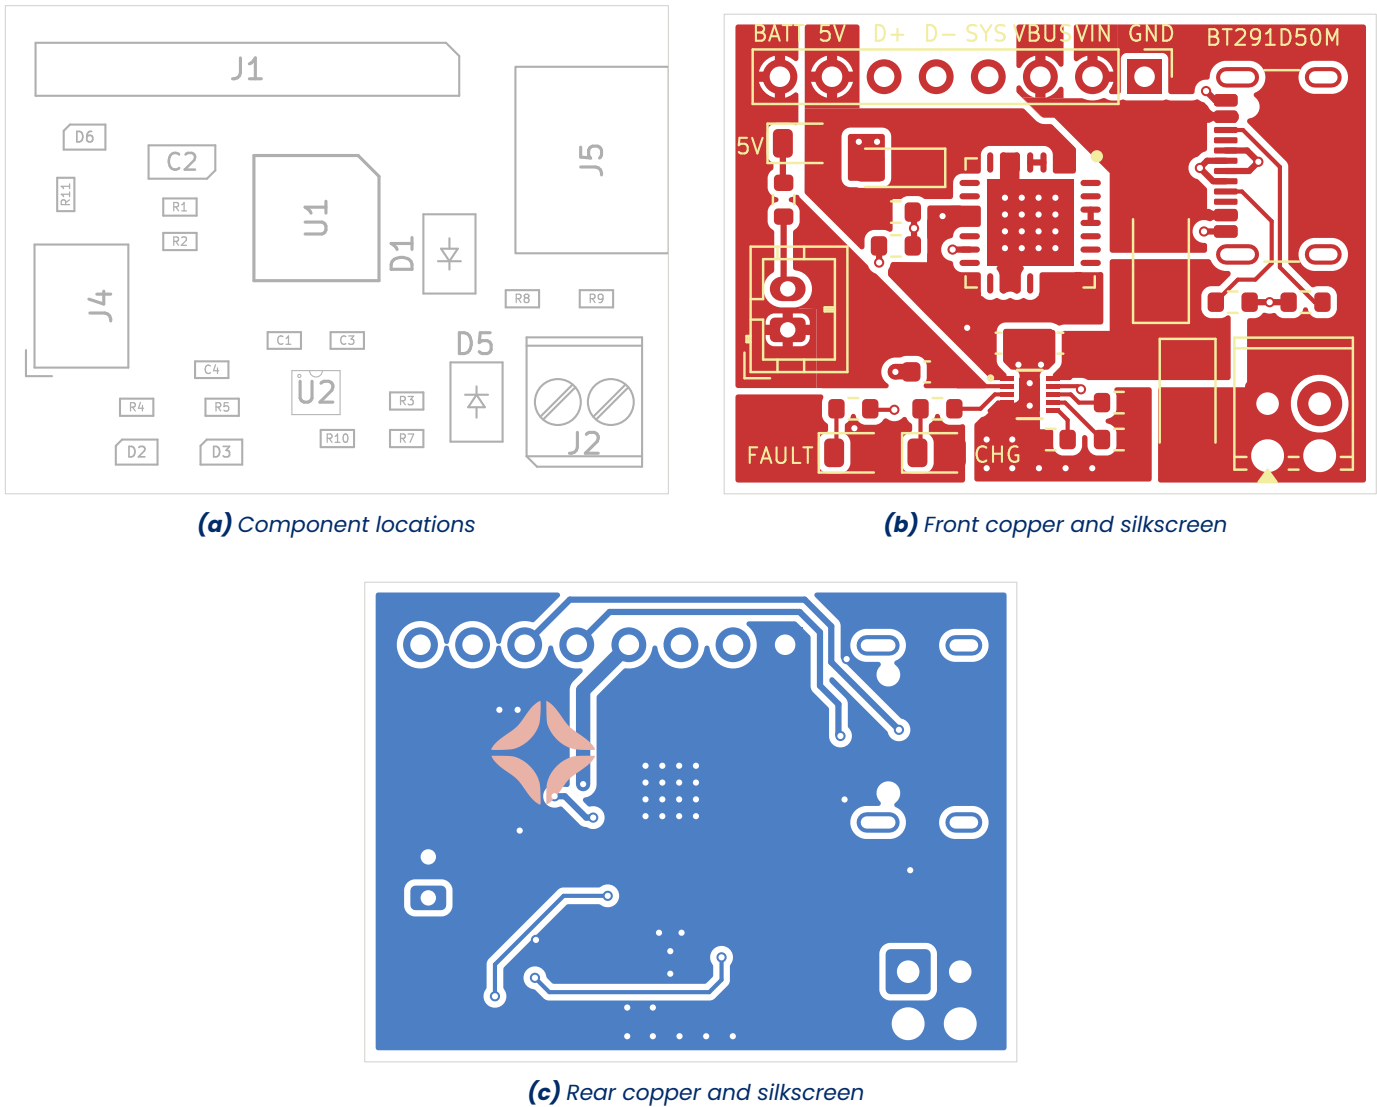 J1
D6
C2
J5
R11
R1
U1
R2
D1
J4
R8
R9
C1
C3
D5
C4
U2
R4
R5
R3
R10
R7
J2
D2
D3
(a) Component locations
BATT 5V D+ D- SYS VBUS VIN GND BT291D50M
5V
FAULT
CHG
(b) Front copper and silkscreen
(c) Rear copper and silkscreen